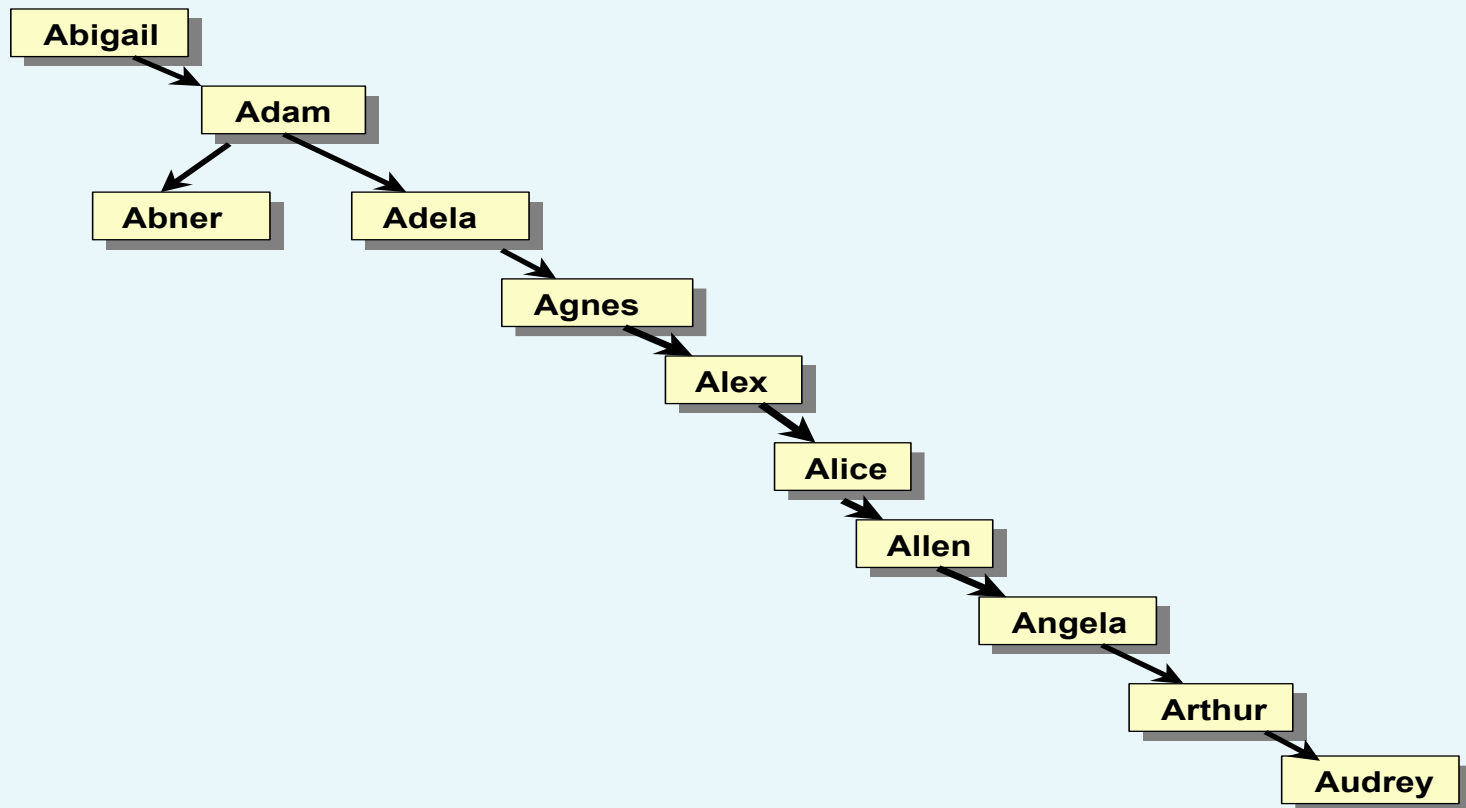 Abigail
Adam
Abner
Adela
Agnes
Alex
Alice
Allen
Angela
Arthur
Audrey